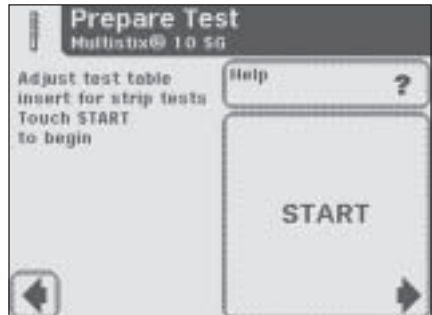 Prepare Test
Multistix® 10 SG
Adjust test table
insert for strip tests
Touch START
to begin
Help
?
START